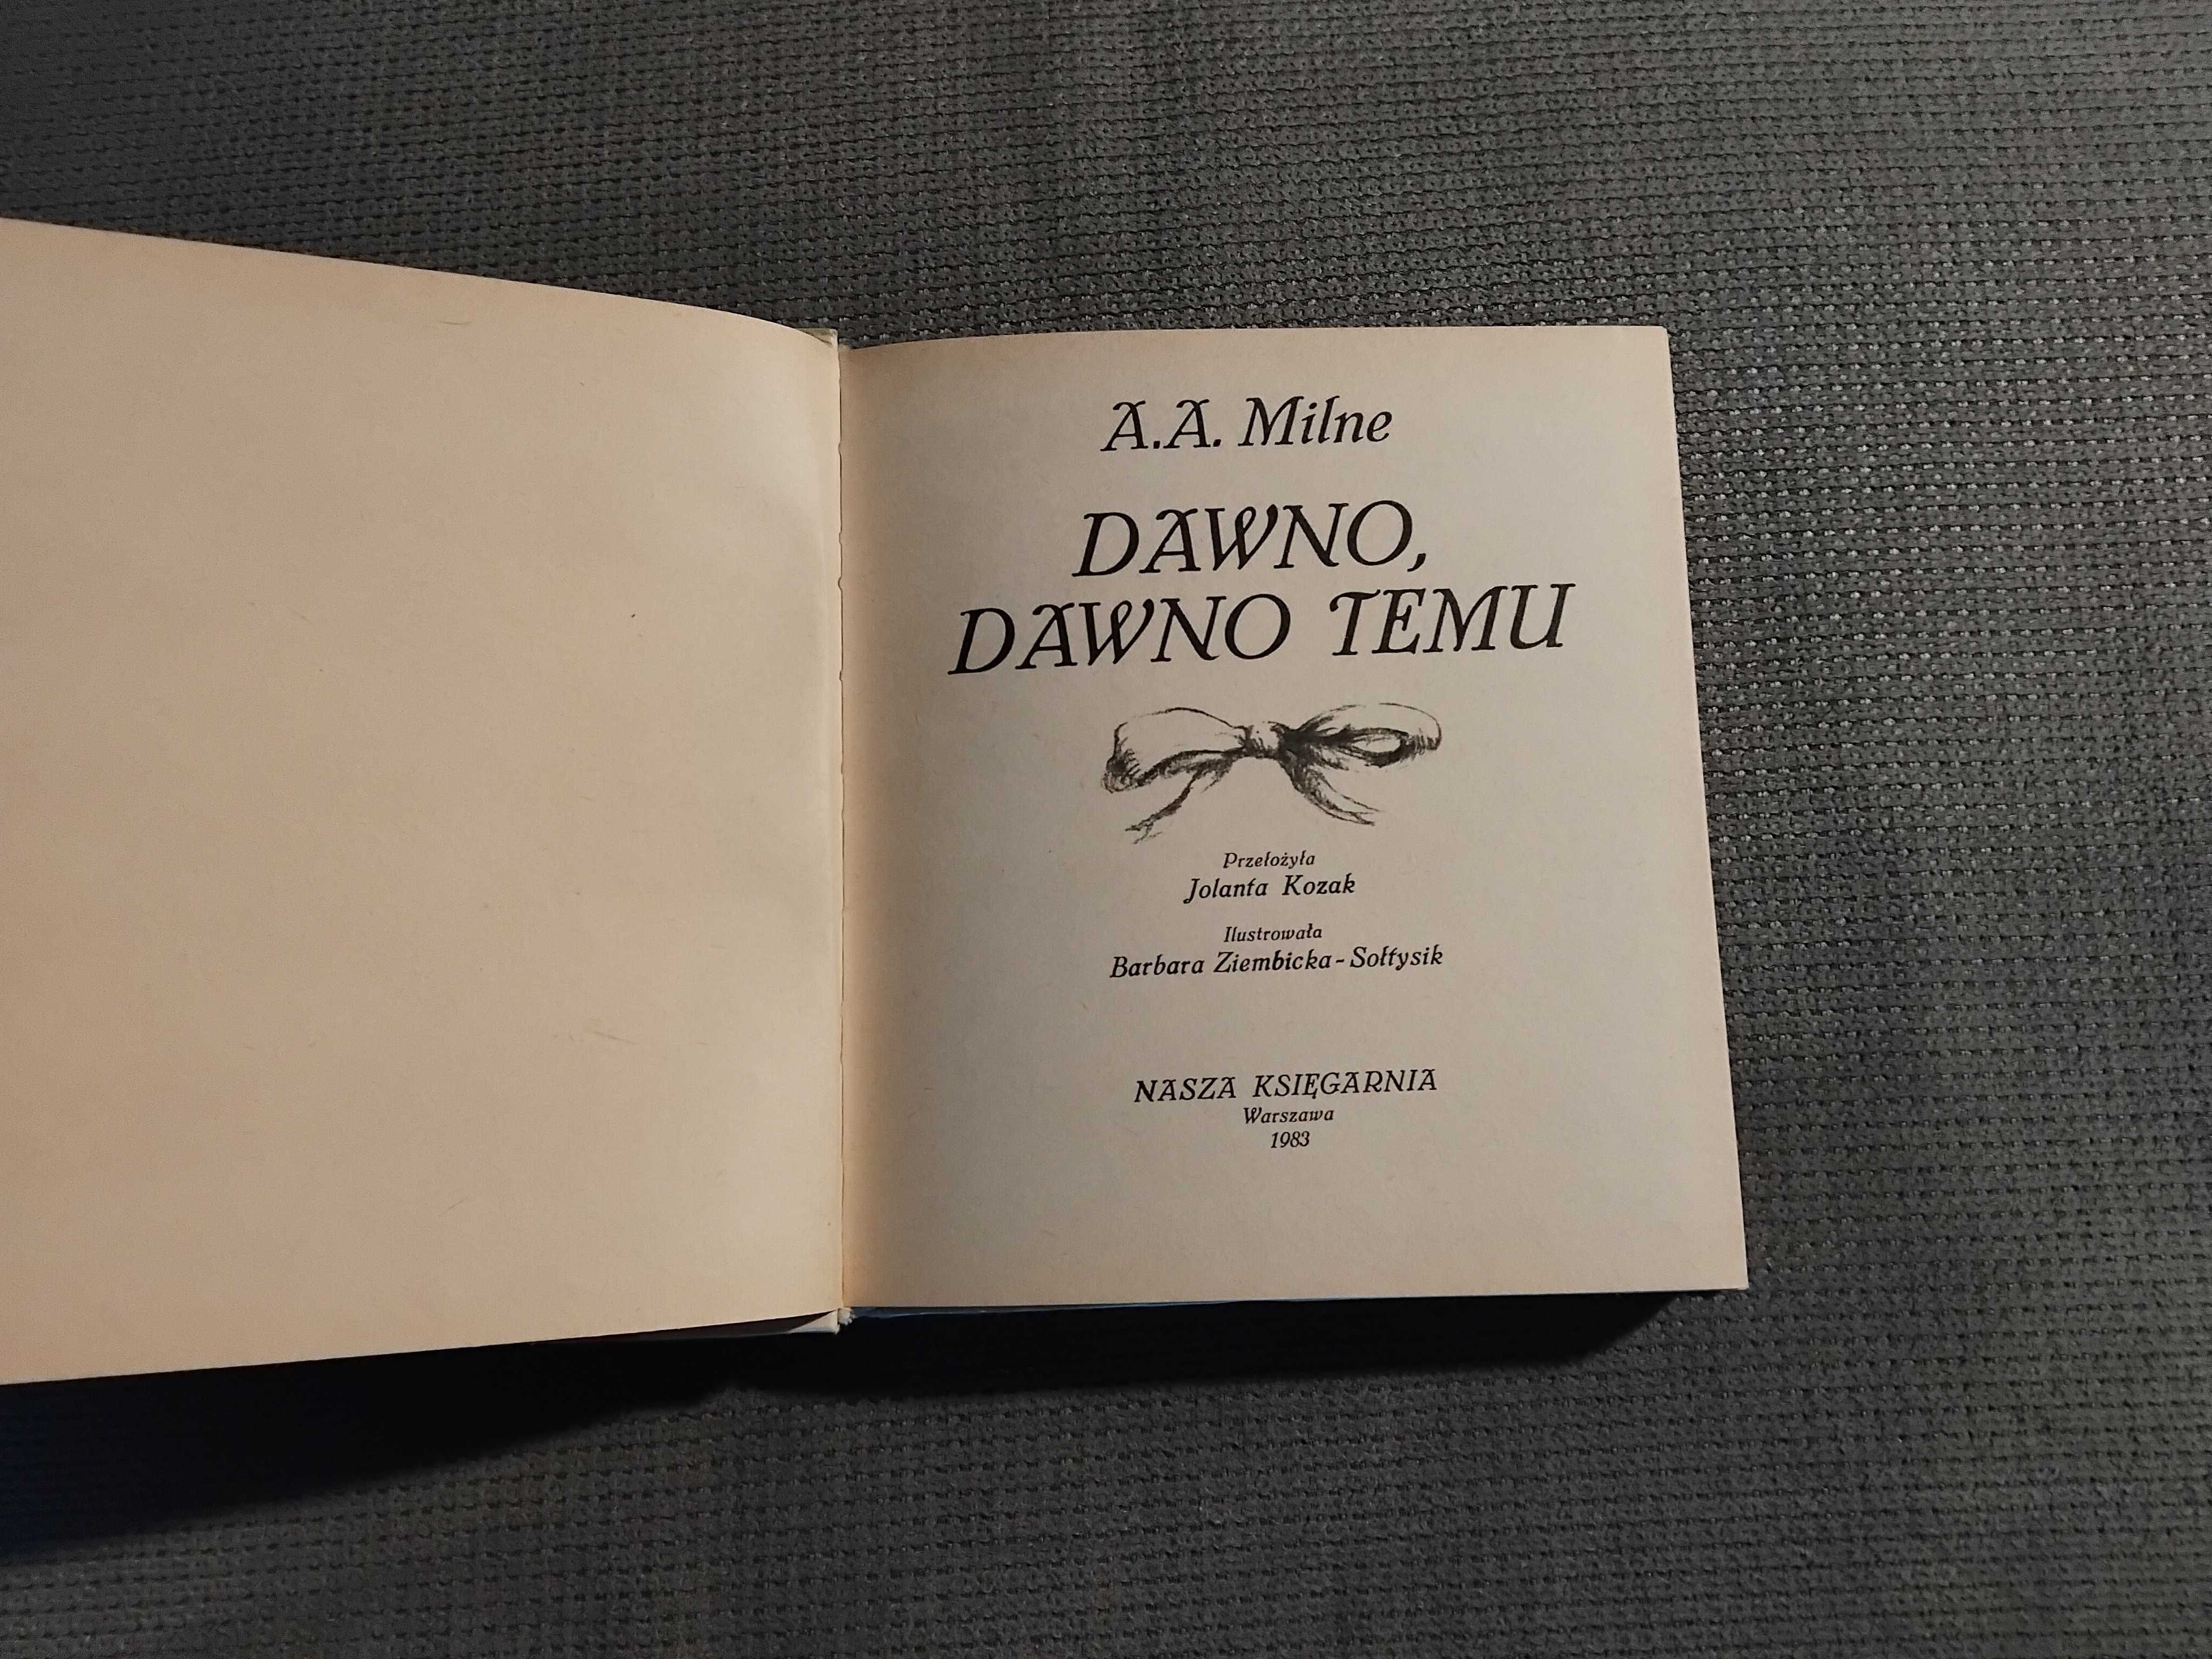 A.A. Milne
DAWNO,
DAWNO TEMU
Przełożyła
Jolanta Kozak
Ilustrowała
Barbara Ziembicka-Sołtysik
NASZA KSIĘGARNIA
Warszawa
1983